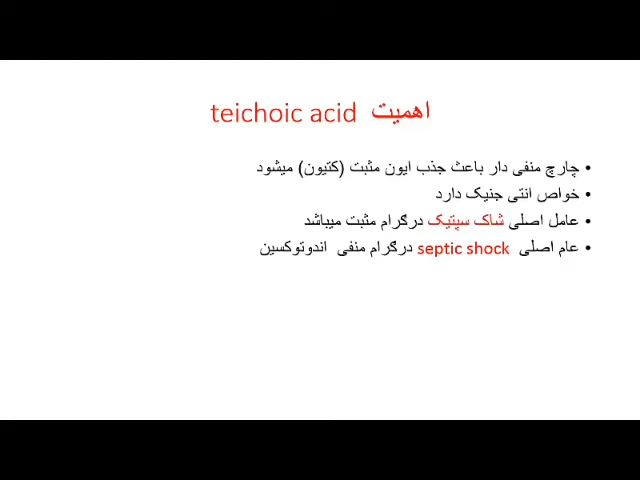 اهمیت teichoic acid
• چارچ منفی دار باعث جذب ایون مثبت (کتیون) میشود
• خواص انتی جنیک دارد
• عامل اصلی شاک سپتیک درگرام مثبت میباشد
• عام اصلی septic shock درگرام منفی اندوتوکسین